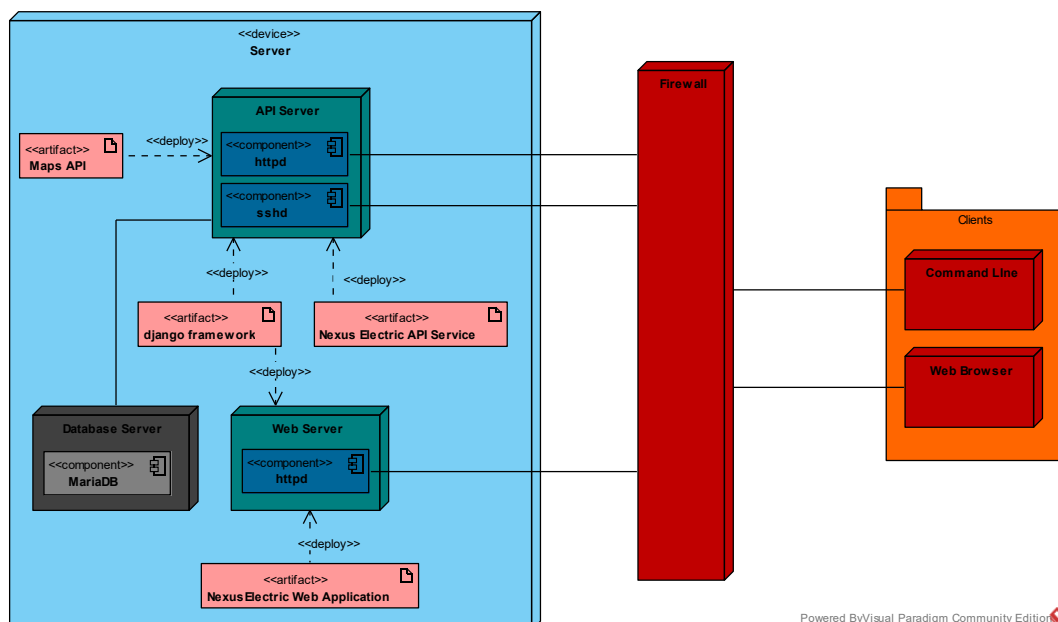 <<device>>
Server
Firewall
API Server
<<component>>
httpd
<<deploy>>
<<artifact>>
Maps API
<<component>>
sshd
Clients
Command Line
<<deploy>>
<<deploy>>
<<artifact>>
django framework
<<artifact>>
Nexus Electric API Service
<<deploy>>
Web Browser
Database Server
<<component>>
MariaDB
Web Server
<<component>>
httpd
<<deploy>>
<<artifact>>
NexusElectric Web Application
Powered ByVisual Paradigm Community Edition